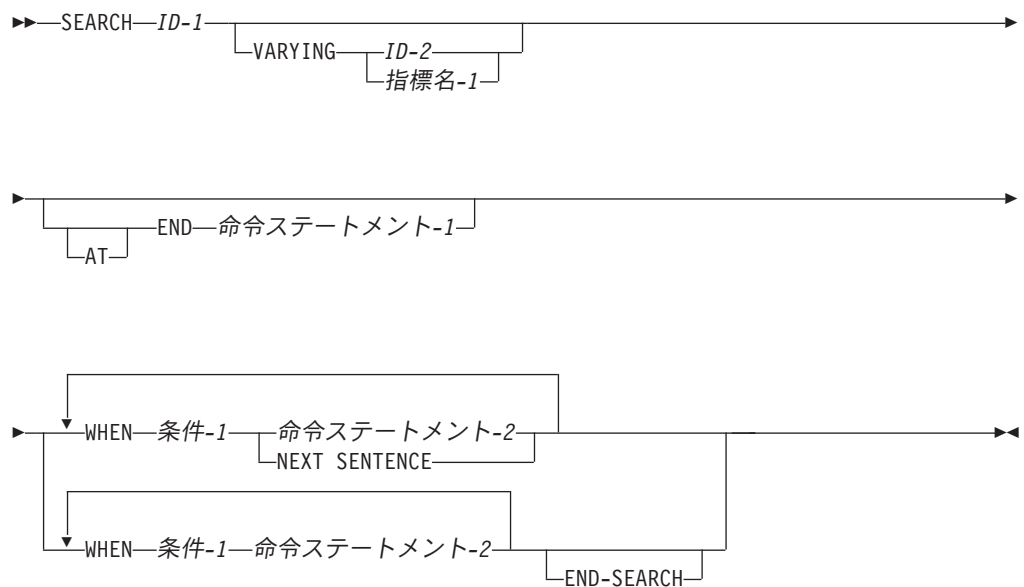 SEARCH ID-1
VARYING ID-2
指標名-1
END 命令ステートメント-1
AT
WHEN 条件-1 命令ステートメント-2
NEXT SENTENCE
WHEN 条件-1 命令ステートメント-2
END-SEARCH